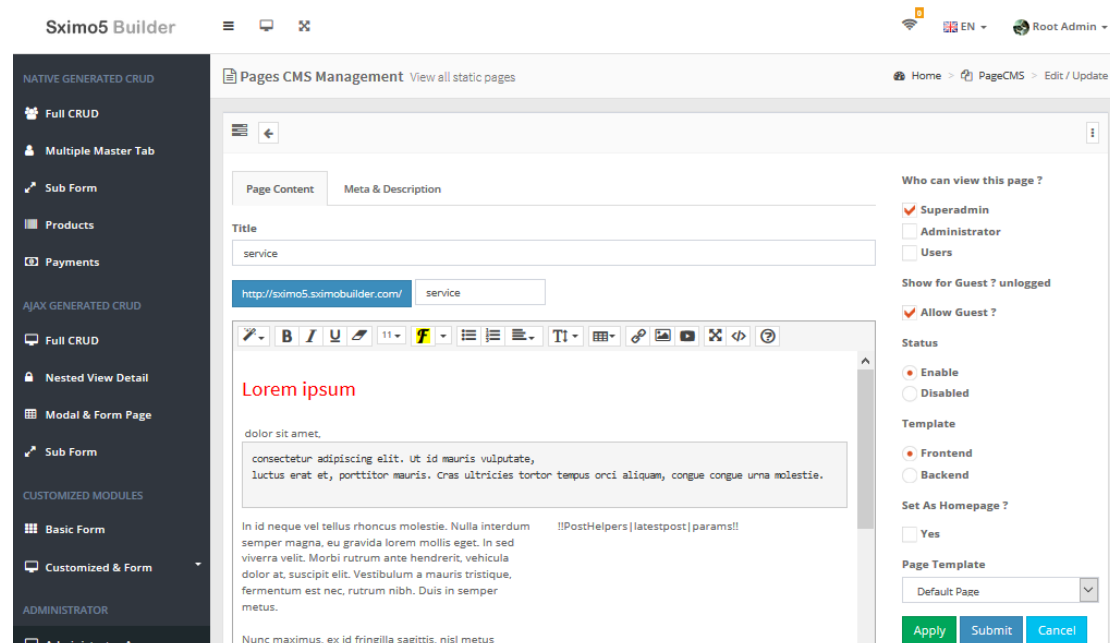 Sximo5 Builder
8
EN
Root Admin
NATIVE GENERATED CRUD
Full CRUD
Multiple Master Tab
Sub Form
Products
Payments
AJAX GENERATED CRUD
Full CRUD
Nested View Detail
Modal & Form Page
Sub Form
CUSTOMIZED MODULES
Basic Form
Customized & Form
ADMINISTRATOR
Pages CMS Management View all static pages
Home > PageCMS > Edit / Update
Page Content
Meta & Description
Title
service
http://sximo5.sximobuilder.com/
service
B I U 11 F T
Lorem ipsum
dolor sit amet,
consectetur adipiscing elit. Ut id mauris vulputate,
luctus erat et, porttitor mauris. Cras ultricies tortor tempus orci aliquam, congue congue urna molestie.
In id neque vel tellus rhoncus molestie. Nulla interdum
semper magna, eu gravida lorem mollis eget. In sed
viverra velit. Morbi rutrum ante hendrerit, vehicula
dolor at, suscipit elit. Vestibulum a mauris tristique,
fermentum est nec, rutrum nibh. Duis in semper
metus.
Nunc maximus, ex id fringilla sagittis, nisl metus
!!PostHelpers|latestpost|params!!
Who can view this page ?
Superadmin
Administrator
Users
Show for Guest ? unlogged
Allow Guest ?
Status
Enable
Disabled
Template
Frontend
Backend
Set As Homepage ?
Yes
Page Template
Default Page
Apply
Submit
Cancel